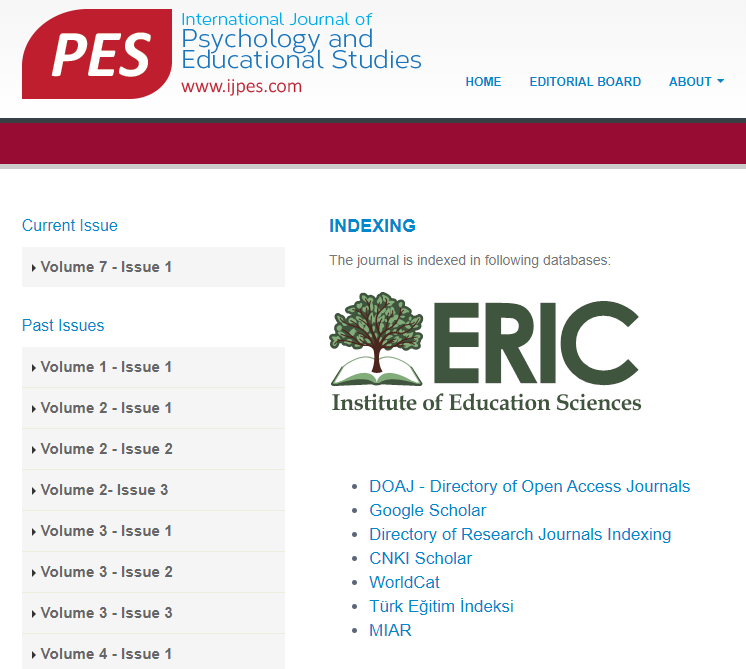 PES
International Journal of
Psychology and
Educational Studies
www.ijpes.com
HOME
EDITORIAL BOARD
ABOUT
Current Issue
Volume 7 - Issue 1
Past Issues
Volume 1 - Issue 1
Volume 2 - Issue 1
Volume 2 - Issue 2
Volume 2- Issue 3
Volume 3 - Issue 1
Volume 3 - Issue 2
Volume 3 - Issue 3
Volume 4 - Issue 1
INDEXING
The journal is indexed in following databases:
ERIC
Institute of Education Sciences
DOAJ - Directory of Open Access Journals
Google Scholar
Directory of Research Journals Indexing
CNKI Scholar
WorldCat
Türk Eğitim İndeksi
MIAR